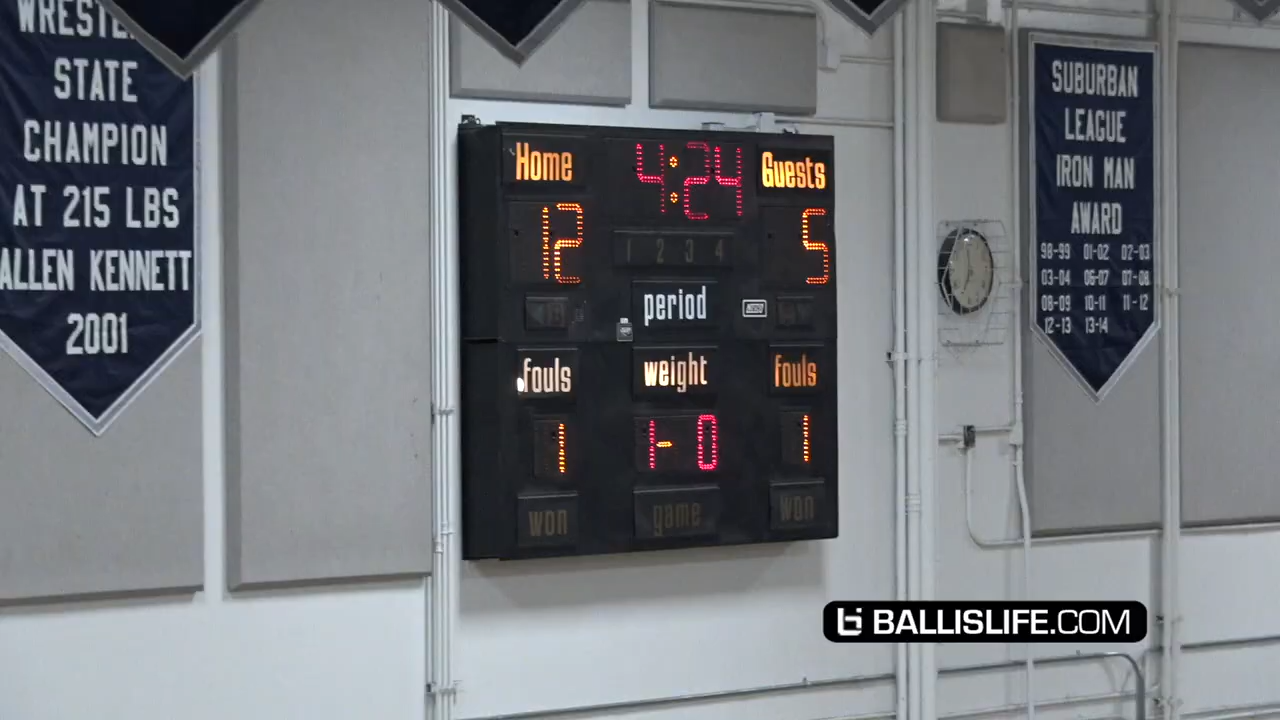 WRESTLING
STATE
CHAMPION
AT 215 LBS
ALLEN KENNETT
2001
Home
4:24
Guests
12
5
1 2 3 4
period
fouls
weight
fouls
1
1-0
1
won
game
won
SUBURBAN
LEAGUE
IRON MAN
AWARD
98-99 01-02 02-03
03-04 06-07 07-08
08-09 10-11 11-12
12-13 13-14
BALLISLIFE.COM